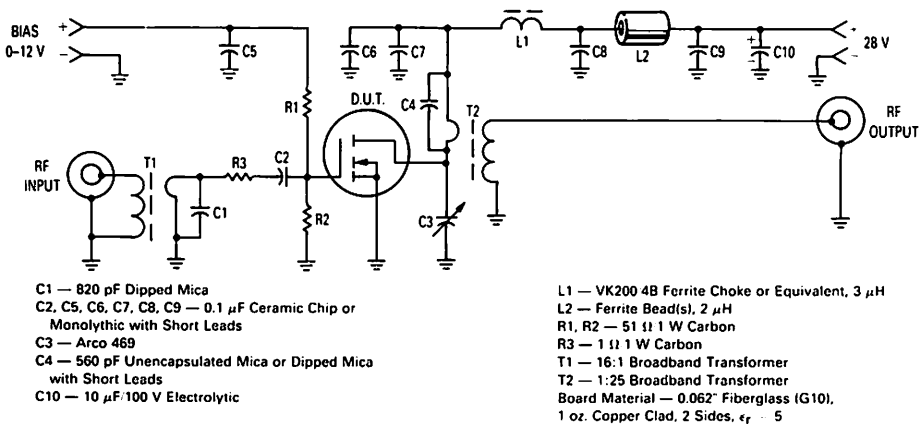 BIAS
0–12 V
+
–
C5
C6
C7
L1
C8
L2
C9
+
–
C10
+
–
28 V
R1
D.U.T.
C4
T2
RF
OUTPUT
RF
INPUT
T1
R3
C2
C1
R2
C3
C1 — 820 pF Dipped Mica
C2, C5, C6, C7, C8, C9 — 0.1 μF Ceramic Chip or
Monolythic with Short Leads
C3 — Arco 469
C4 — 560 pF Unencapsulated Mica or Dipped Mica
with Short Leads
C10 — 10 μF/100 V Electrolytic
L1 — VK200 4B Ferrite Choke or Equivalent, 3 μH
L2 — Ferrite Bead(s), 2 μH
R1, R2 — 51 Ω 1 W Carbon
R3 — 1 Ω 1 W Carbon
T1 — 16:1 Broadband Transformer
T2 — 1:25 Broadband Transformer
Board Material — 0.062" Fiberglass (G10),
1 oz. Copper Clad, 2 Sides, εr - 5